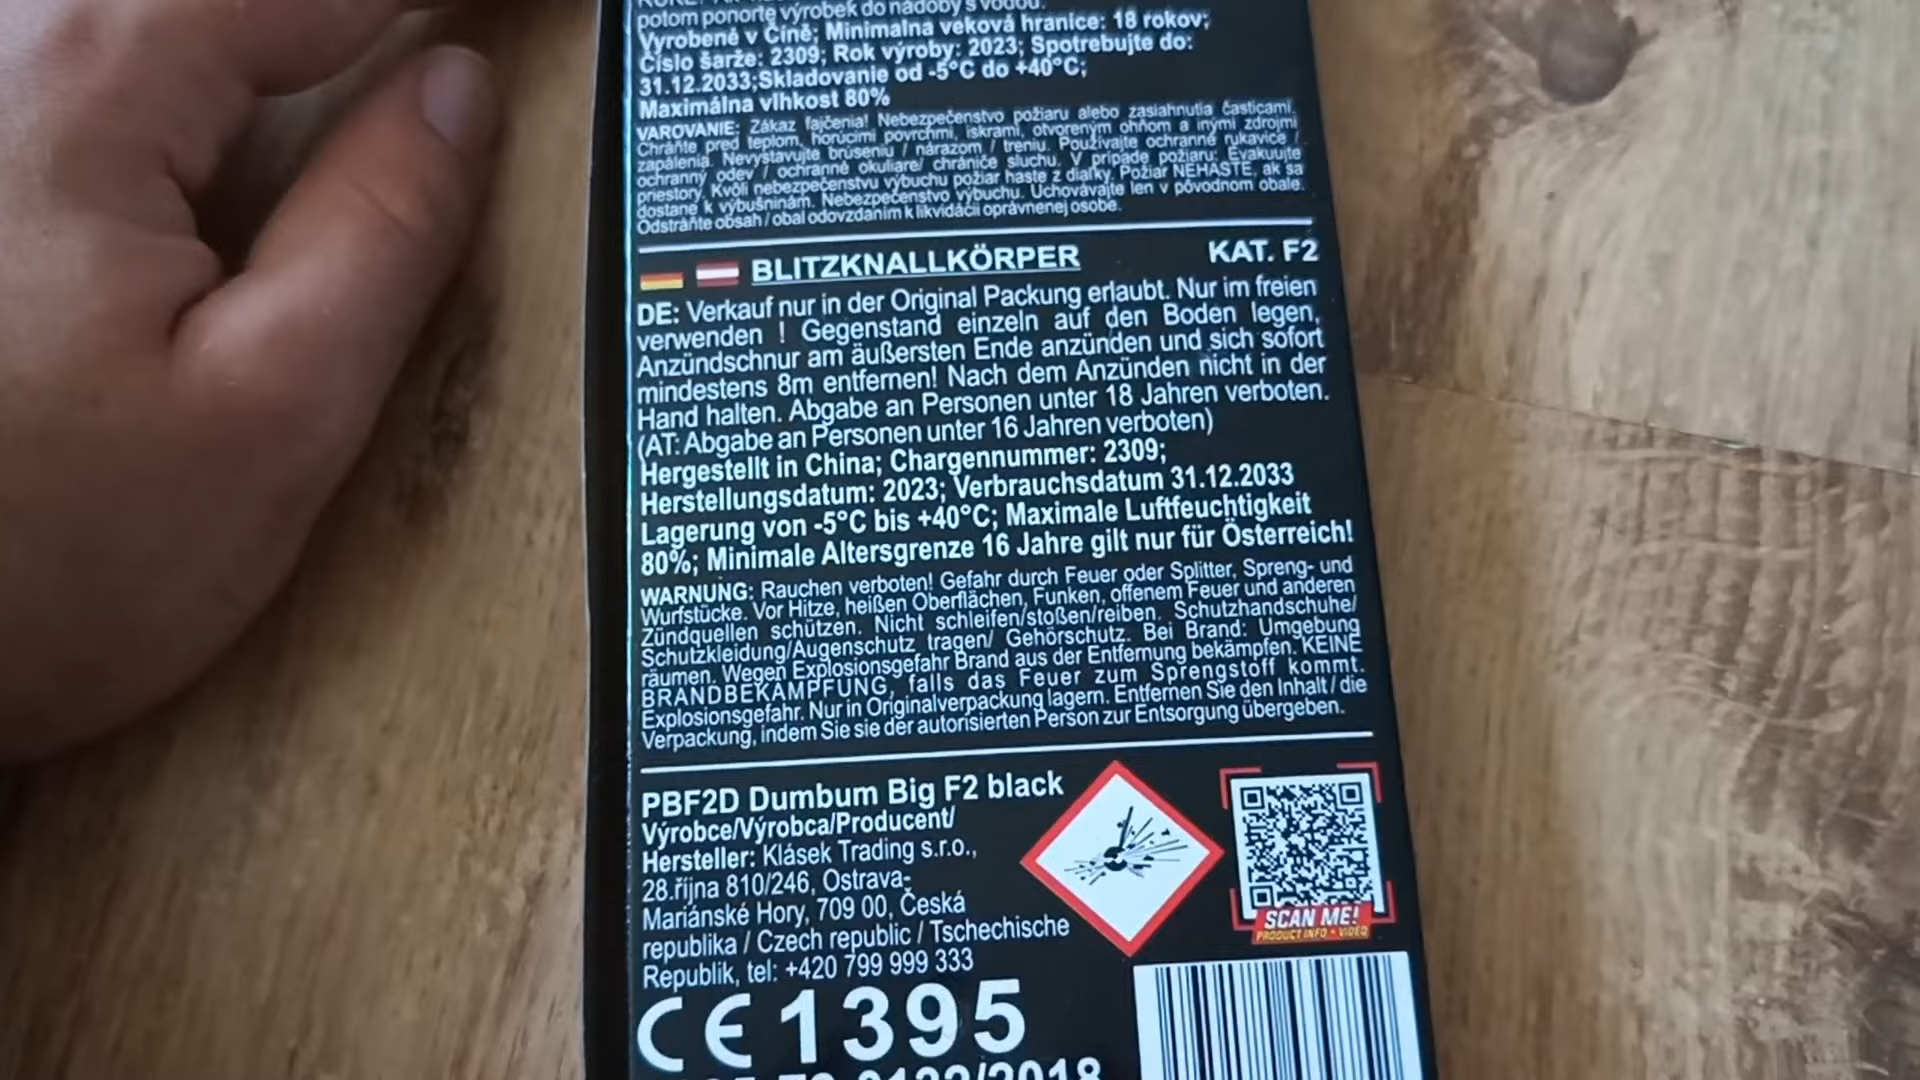 potom ponorte výrobek do nádoby s vodou.
Vyrobené v Číně; Minimalna veková hranice: 18 rokov;
Číslo šarže: 2309; Rok výroby: 2023; Spotrebujte do:
31.12.2033;Skladovanie od -5°C do +40°C;
Maximálna vlhkost 80%
VAROVANIE: Zákaz fajčenia! Nebezpečenstvo požiaru alebo zasiahnutia časticami.
Chráňte pred teplom, horúcimi povrchmi, iskrami, otvoreným ohňom a inými zdrojmi
zapálenia. Nevystavujte brúseniu / nárazom / treniu. Používajte ochranné rukavice /
ochranný odev / ochranné okuliare/ chrániče sluchu. V prípade požiaru: Evakuujte
priestory. Kvôli nebezpečenstvu výbuchu požiar haste z diaľky. Požiar NEHASTE, ak sa
dostane k výbušninám. Nebezpečenstvo výbuchu. Uchovávajte len v pôvodnom obale.
Odstráňte obsah / obal odovzdaním k likvidácii oprávnenej osobe.
BLITZKNALLKÖRPER KAT. F2
DE: Verkauf nur in der Original Packung erlaubt. Nur im freien
verwenden ! Gegenstand einzeln auf den Boden legen,
Anzündschnur am äußersten Ende anzünden und sich sofort
mindestens 8m entfernen! Nach dem Anzünden nicht in der
Hand halten. Abgabe an Personen unter 18 Jahren verboten.
(AT: Abgabe an Personen unter 16 Jahren verboten)
Hergestellt in China; Chargennummer: 2309;
Herstellungsdatum: 2023; Verbrauchsdatum 31.12.2033
Lagerung von -5°C bis +40°C; Maximale Luftfeuchtigkeit
80%; Minimale Altersgrenze 16 Jahre gilt nur für Österreich!
WARNUNG: Rauchen verboten! Gefahr durch Feuer oder Splitter, Spreng- und
Wurfstücke. Vor Hitze, heißen Oberflächen, Funken, offenem Feuer und anderen
Zündquellen schützen. Nicht schleifen/stoßen/reiben. Schutzhandschuhe/
Schutzkleidung/Augenschutz tragen/ Gehörschutz. Bei Brand: Umgebung
räumen. Wegen Explosionsgefahr Brand aus der Entfernung bekämpfen. KEINE
BRANDBEKÄMPFUNG, falls das Feuer zum Sprengstoff kommt.
Explosionsgefahr. Nur in Originalverpackung lagern. Entfernen Sie den Inhalt / die
Verpackung, indem Sie sie der autorisierten Person zur Entsorgung übergeben.
PBF2D Dumbum Big F2 black
Výrobce/Výrobca/Producent/
Hersteller: Klásek Trading s.r.o.,
28.října 810/246, Ostrava-
Mariánské Hory, 709 00, Česká
republika / Czech republic / Tschechische
Republik, tel: +420 799 999 333
SCAN ME!
PRODUCT INFO + VIDEO
CE 1395